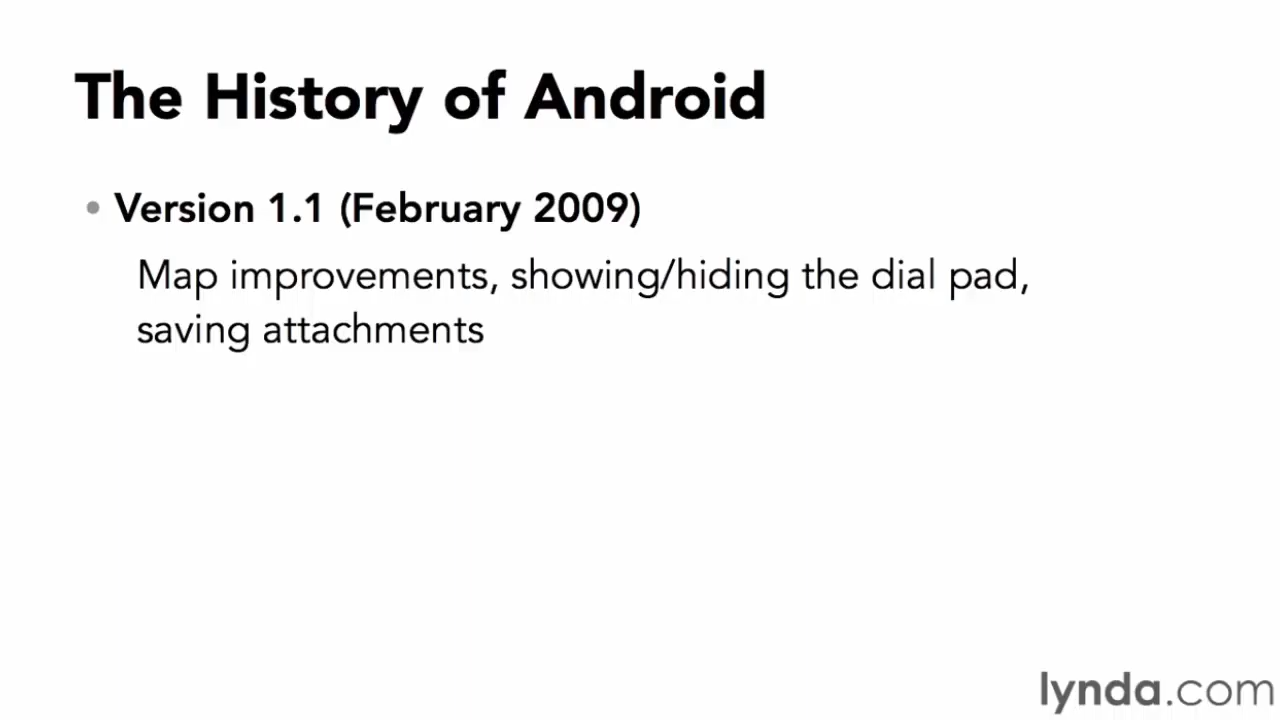 The History of Android
• Version 1.1 (February 2009)
Map improvements, showing/hiding the dial pad,
saving attachments
lynda.com